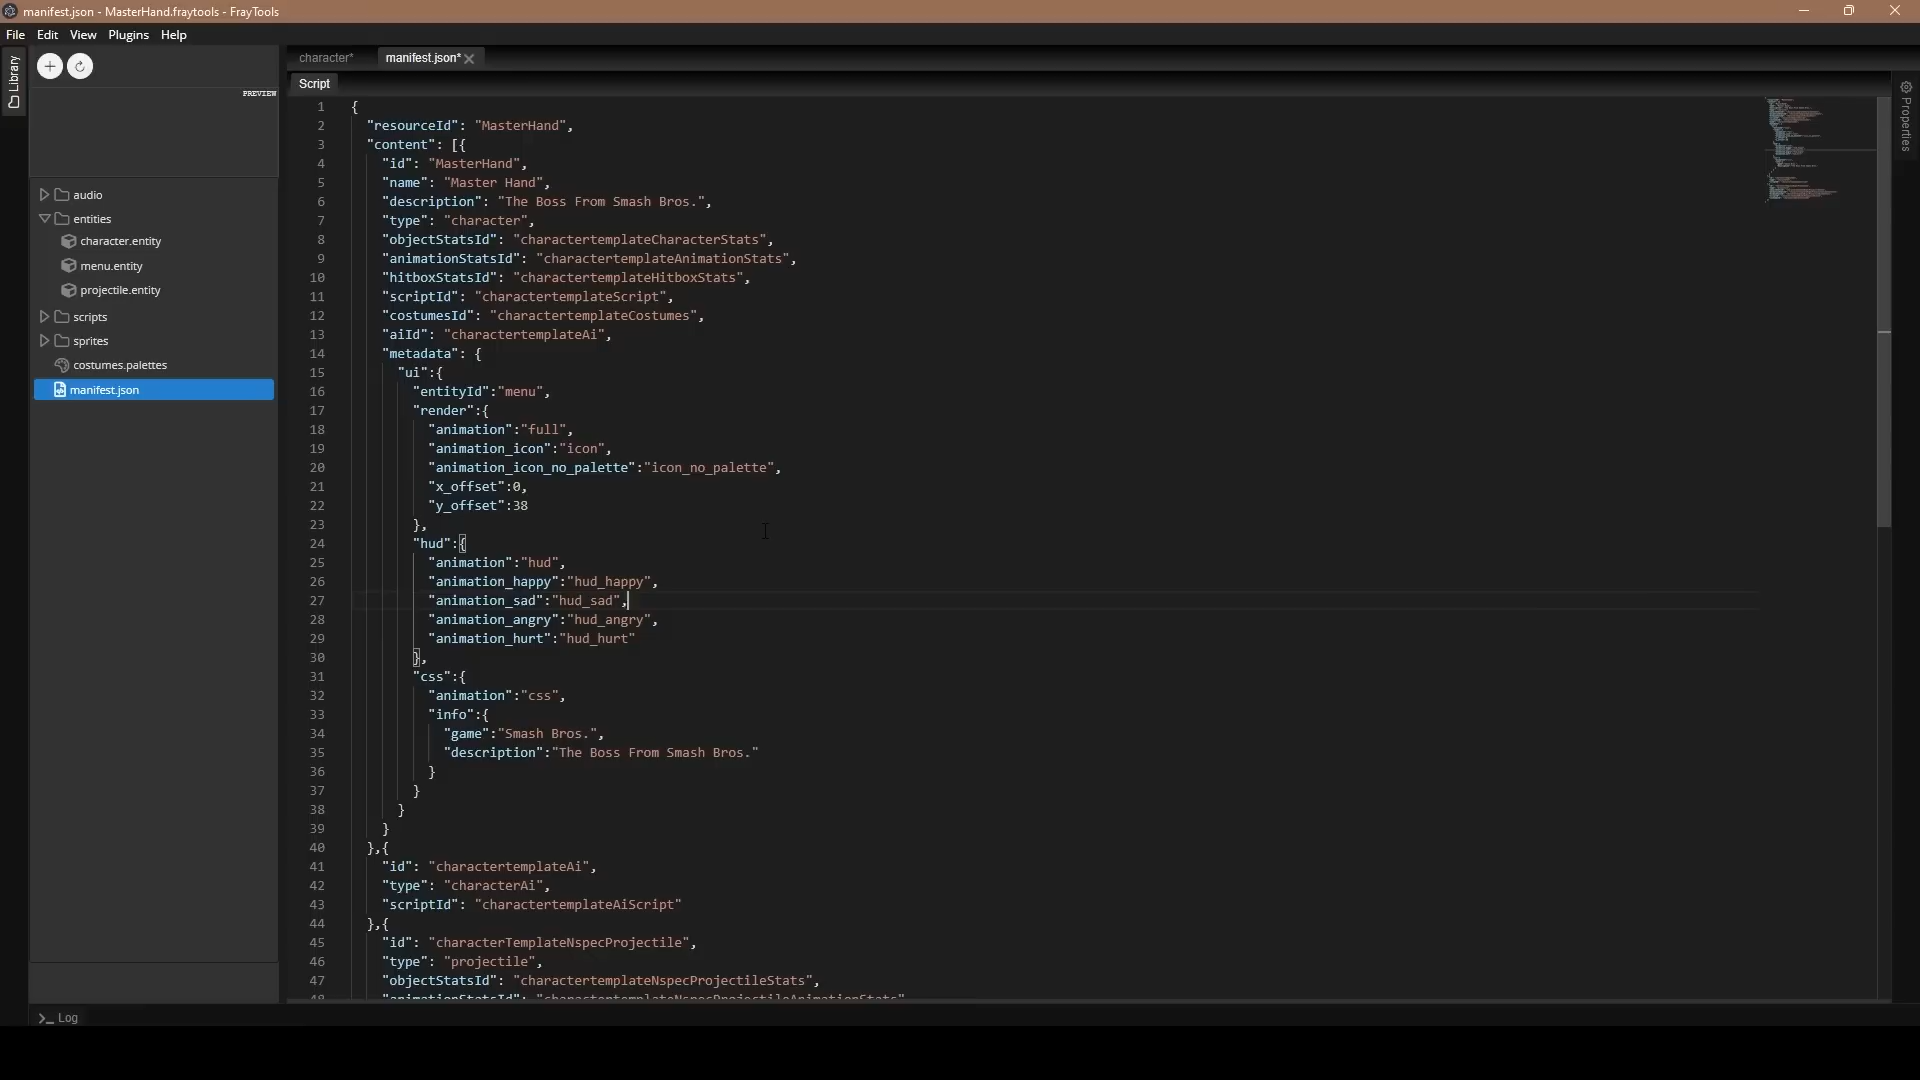 manifest.json - MasterHand.fraytools - FrayTools
File Edit View Plugins Help
Library
character*
manifest.json*
Script
Properties
PREVIEW
audio
entities
character.entity
menu.entity
projectile.entity
scripts
sprites
costumes.palettes
manifest.json
1 {
2 "resourceId": "MasterHand",
3 "content": [{
4 "id": "MasterHand",
5 "name": "Master Hand",
6 "description": "The Boss From Smash Bros.",
7 "type": "character",
8 "objectStatsId": "charactertemplateCharacterStats",
9 "animationStatsId": "charactertemplateAnimationStats",
10 "hitboxStatsId": "charactertemplateHitboxStats",
11 "scriptId": "charactertemplateScript",
12 "costumesId": "charactertemplateCostumes",
13 "aiId": "charactertemplateAi",
14 "metadata": {
15 "ui":{
16 "entityId":"menu",
17 "render":{
18 "animation":"full",
19 "animation_icon":"icon",
20 "animation_icon_no_palette":"icon_no_palette",
21 "x_offset":0,
22 "y_offset":38
23 },
24 "hud":{
25 "animation":"hud",
26 "animation_happy":"hud_happy",
27 "animation_sad":"hud_sad",
28 "animation_angry":"hud_angry",
29 "animation_hurt":"hud_hurt"
30 },
31 "css":{
32 "animation":"css",
33 "info":{
34 "game":"Smash Bros.",
35 "description":"The Boss From Smash Bros."
36 }
37 }
38 }
39 }
40 },{
41 "id": "charactertemplateAi",
42 "type": "characterAi",
43 "scriptId": "charactertemplateAiScript"
44 },{
45 "id": "characterTemplateNspecProjectile",
46 "type": "projectile",
47 "objectStatsId": "charactertemplateNspecProjectileStats",
48 "animationStatsId": "charactertemplateNspecProjectileAnimationStats"
Log